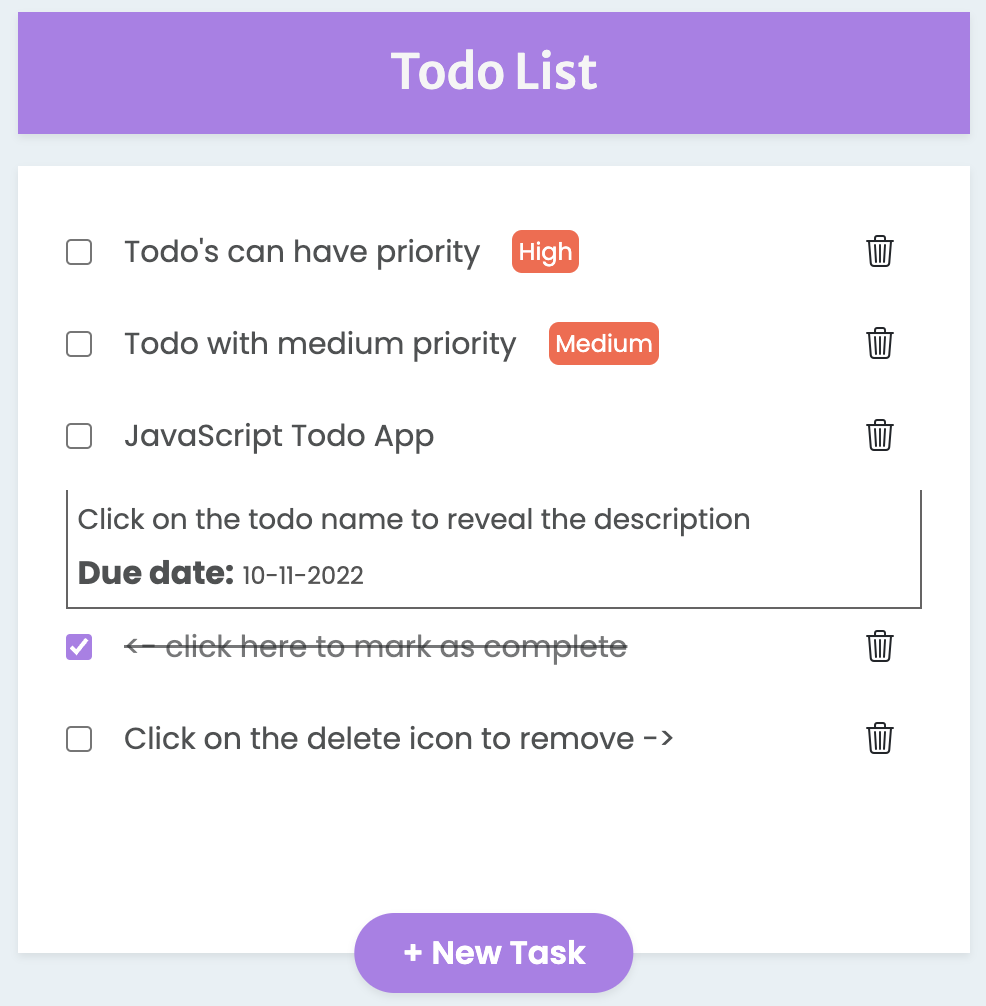 Todo List
Todo's can have priority High
Todo with medium priority Medium
JavaScript Todo App
Click on the todo name to reveal the description
Due date: 10-11-2022
<- click here to mark as complete
Click on the delete icon to remove ->
+ New Task